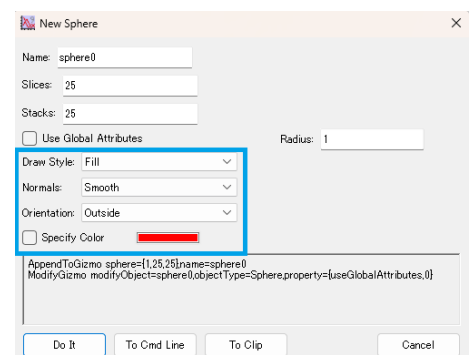 New Sphere
Name: sphere0
Slices: 25
Stacks: 25
Use Global Attributes Radius: 1
Draw Style: Fill
Normals: Smooth
Orientation: Outside
Specify Color
AppendToGizmo sphere={1,25,25},name=sphere0
ModifyGizmo modifyObject=sphere0,objectType=Sphere,property={useGlobalAttributes,0}
Do It To Cmd Line To Clip Cancel